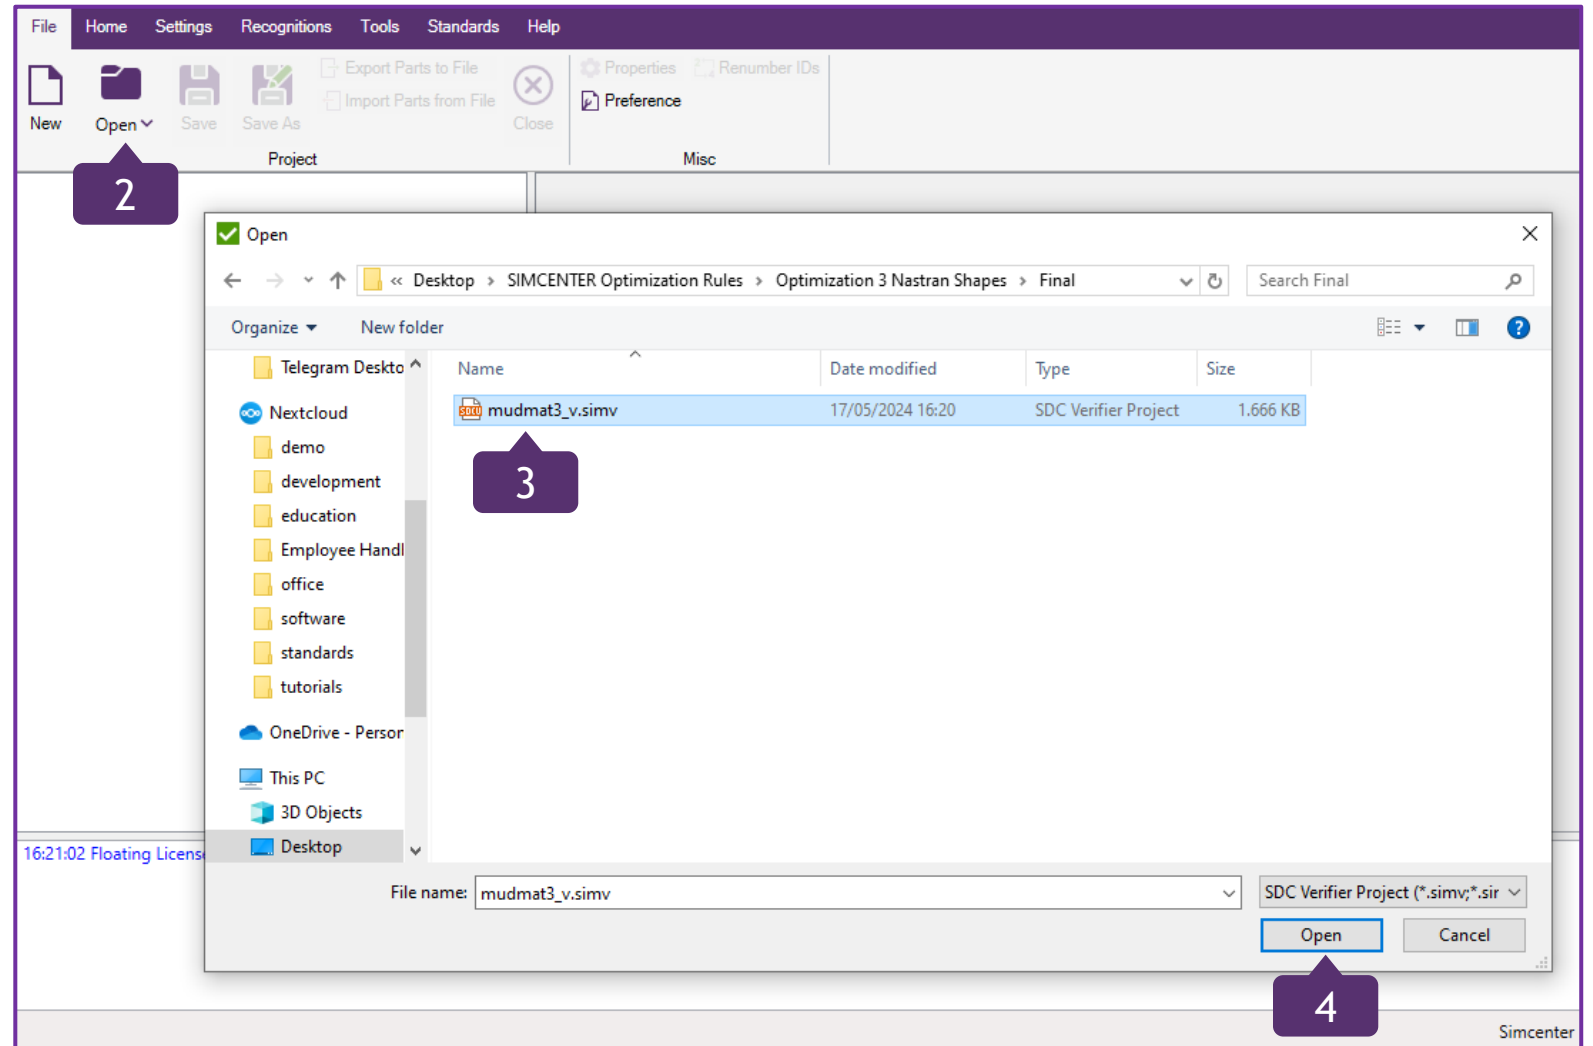 File Home Settings Recognitions Tools Standards Help
Export Parts to File
Properties Renumber IDs
Import Parts from File
Preference
New Open Save Save As Close
Project Misc
2
Open
« Desktop > SIMCENTER Optimization Rules > Optimization 3 Nastran Shapes > Final
Search Final
Organize New folder
Telegram Deskto
Name Date modified Type Size
Nextcloud
mudmat3_v.simv 17/05/2024 16:20 SDC Verifier Project 1.666 KB
demo
3
development
education
Employee Handl
office
software
standards
tutorials
OneDrive - Person
This PC
3D Objects
Desktop
16:21:02 Floating License
File name: mudmat3_v.simv SDC Verifier Project (*.simv;*.sir
Open Cancel
4
Simcenter